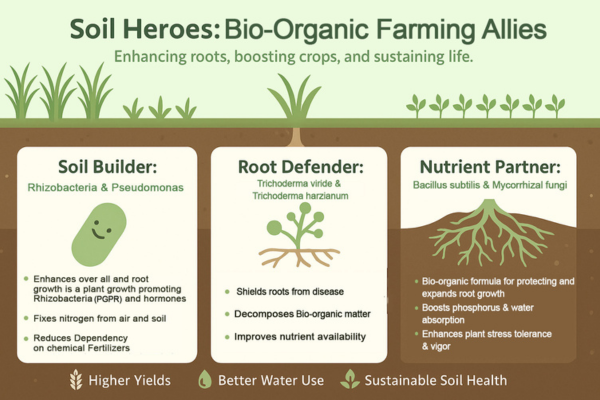 Soil Heroes: Bio-Organic Farming Allies
Enhancing roots, boosting crops, and sustaining life.
Soil Builder:
Rhizobacteria & Pseudomonas
• Enhances over all and root
growth is a plant growth promoting
Rhizobacteria (PGPR) and hormones
• Fixes nitrogen from air and soil
• Reduces Dependency
on chemical Fertilizers
Root Defender:
Trichoderma viride &
Trichoderma harzianum
• Shields roots from disease
• Decomposes Bio-organic matter
• Improves nutrient availability
Nutrient Partner:
Bacillus subtilis & Mycorrhizal fungi
• Bio-organic formula for protecting and
expands root growth
• Boosts phosphorus & water
absorption
• Enhances plant stress tolerance
& vigor
Higher Yields
Better Water Use
Sustainable Soil Health